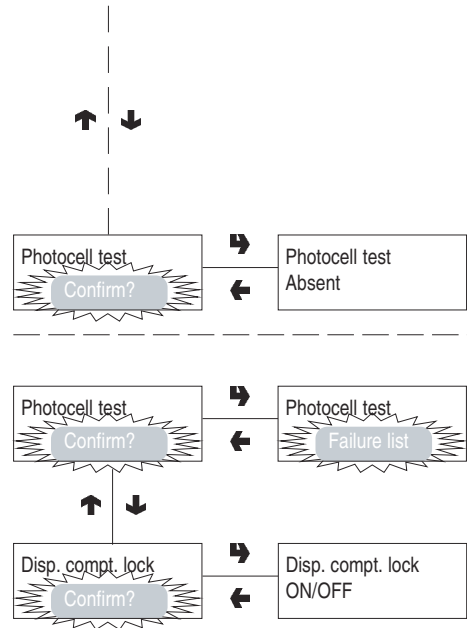 Photocell test
Confirm?
Photocell test
Absent
Photocell test
Confirm?
Photocell test
Failure list
Disp. compt. lock
Confirm?
Disp. compt. lock
ON/OFF